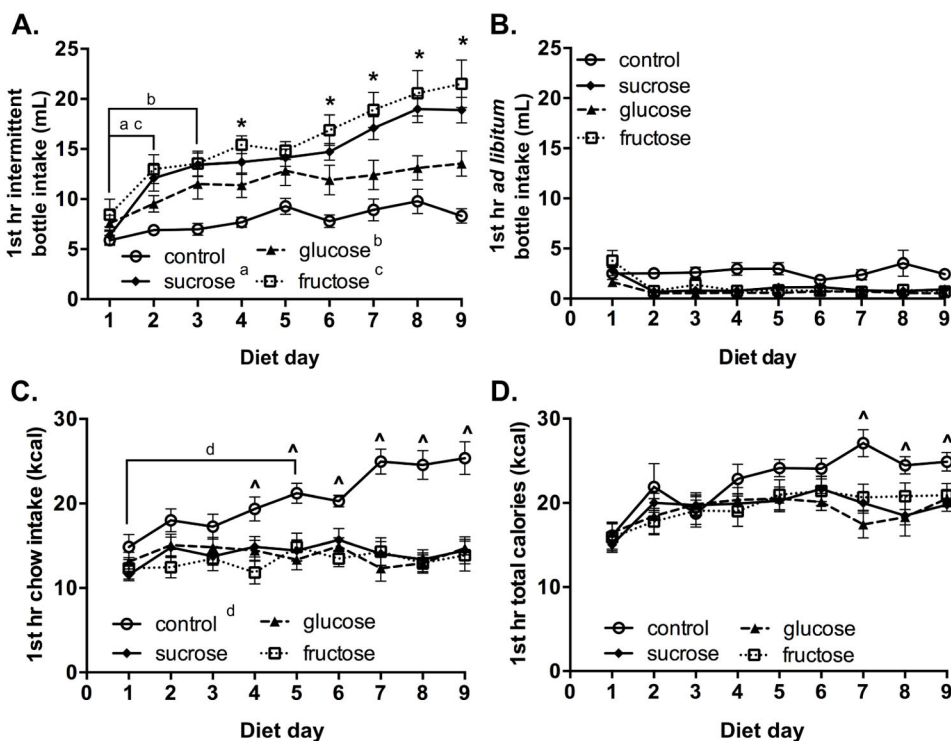 A.
1st hr intermittent
bottle intake (mL)
25
20
15
10
5
0
b
a c
* * * * *
control
sucrose a
glucose b
fructose c
1 2 3 4 5 6 7 8 9
Diet day
B.
1st hr ad libitum
bottle intake (mL)
25
20
15
10
5
0
control
sucrose
glucose
fructose
0 1 2 3 4 5 6 7 8 9
Diet day
C.
1st hr chow intake (kcal)
30
20
10
0
d
^ ^ ^ ^ ^ ^
control d
sucrose
glucose
fructose
0 1 2 3 4 5 6 7 8 9
Diet day
D.
1st hr total calories (kcal)
30
20
10
0
^ ^ ^
control
sucrose
glucose
fructose
0 1 2 3 4 5 6 7 8 9
Diet day